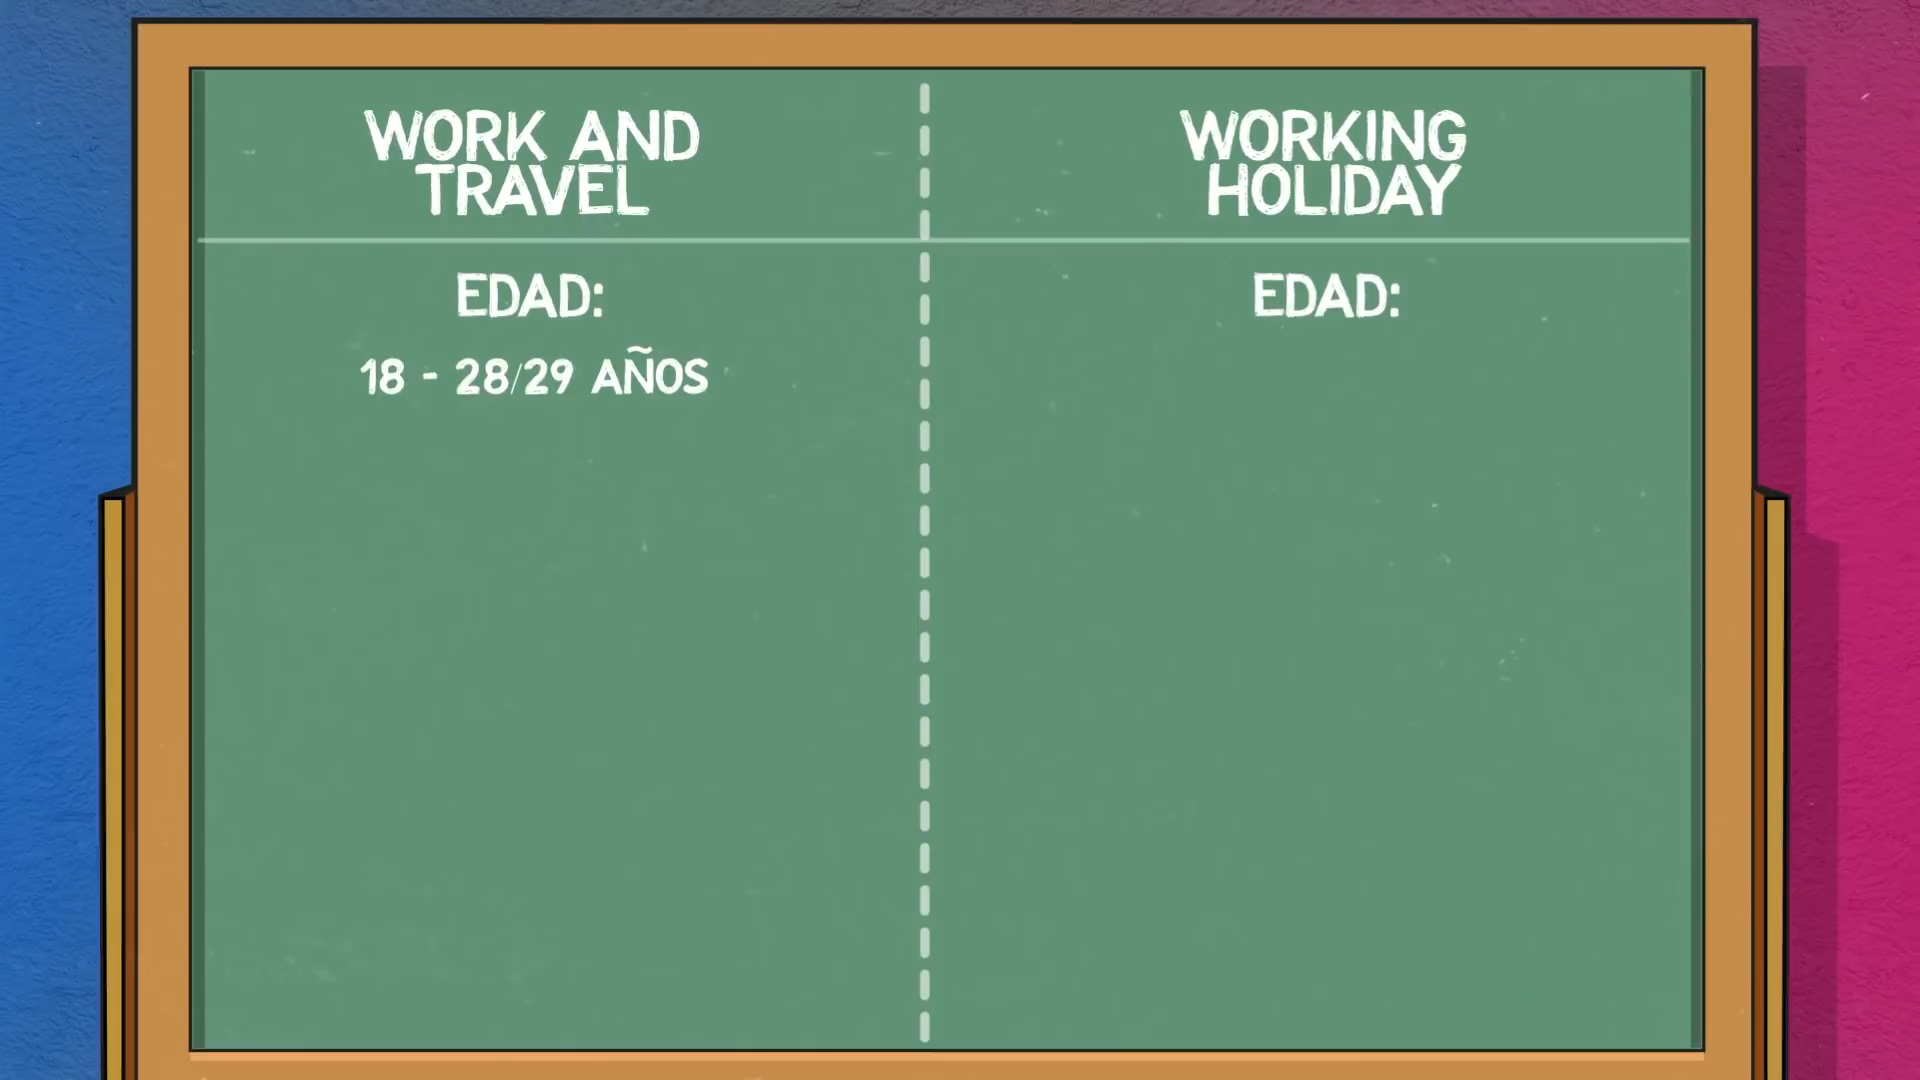 WORK AND
TRAVEL
EDAD:
18 - 28/29 AÑOS
WORKING
HOLIDAY
EDAD: